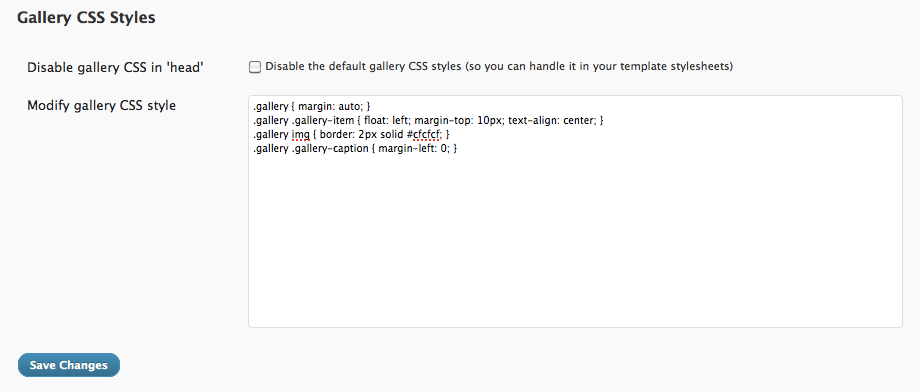 Gallery CSS Styles
Disable gallery CSS in 'head'
Disable the default gallery CSS styles (so you can handle it in your template stylesheets)
Modify gallery CSS style
.gallery { margin: auto; }
.gallery .gallery-item { float: left; margin-top: 10px; text-align: center; }
.gallery img { border: 2px solid #cfcfcf; }
.gallery .gallery-caption { margin-left: 0; }
Save Changes